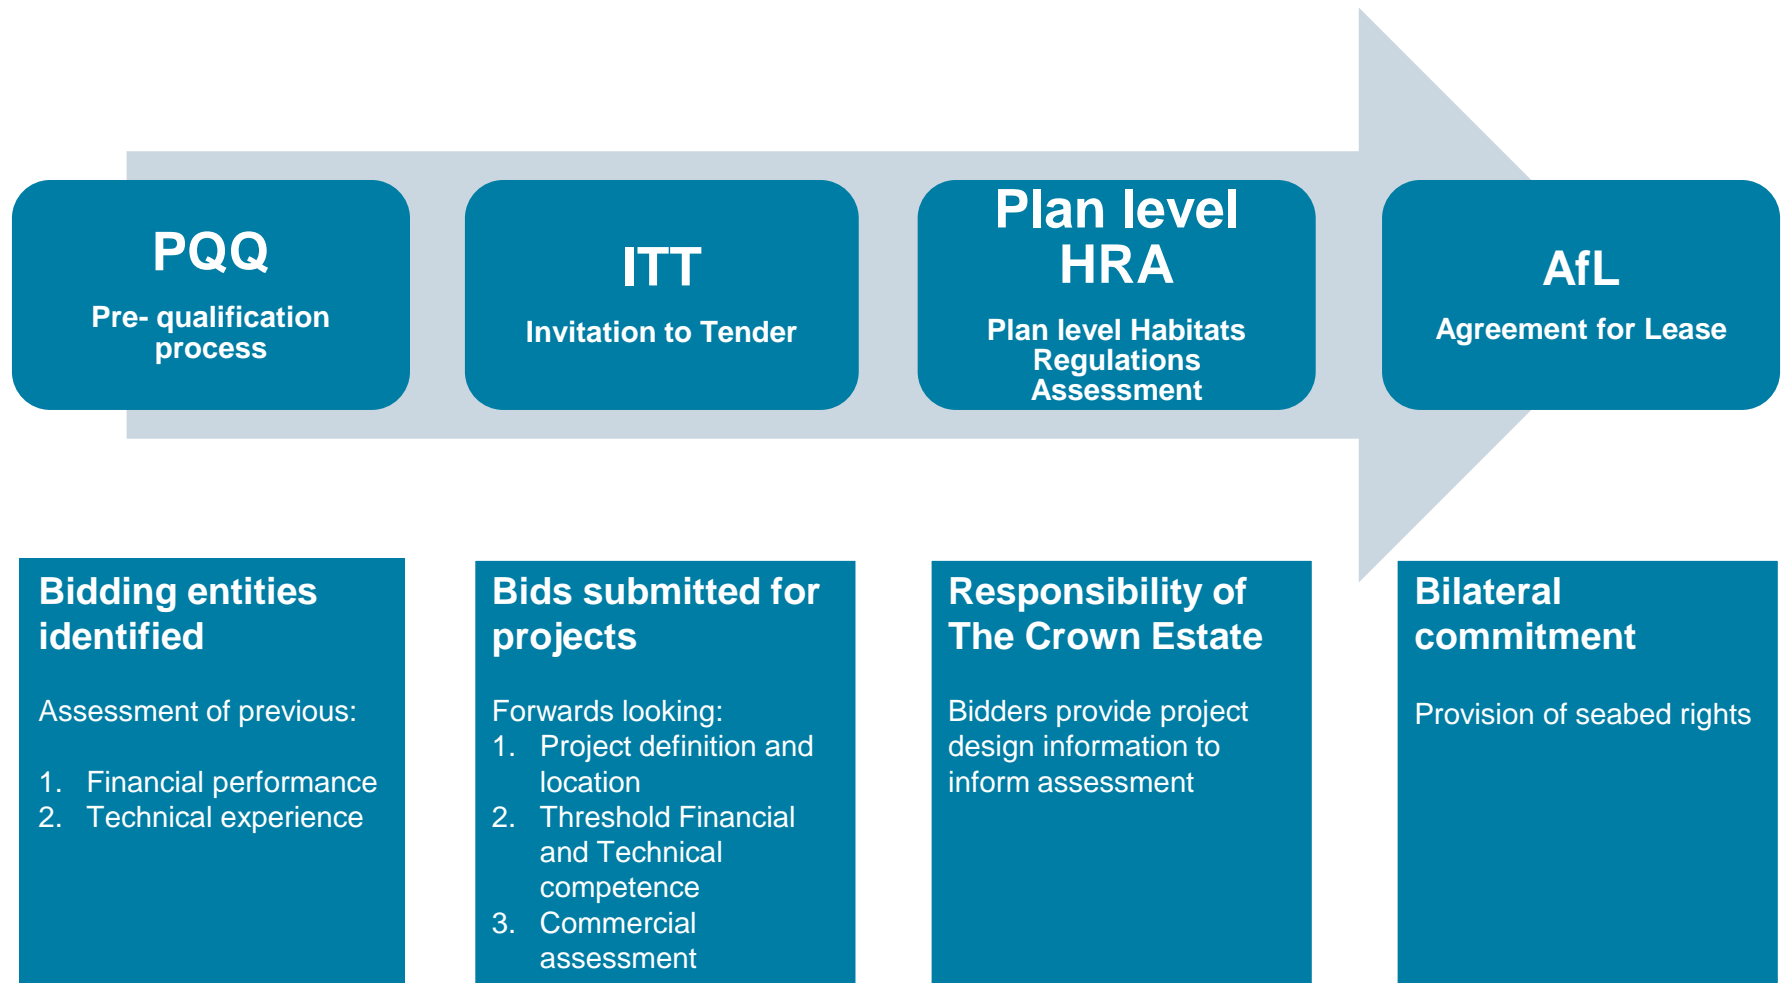 PQQ
Pre- qualification
process
ITT
Invitation to Tender
Plan level
HRA
Plan level Habitats
Regulations
Assessment
AfL
Agreement for Lease
Bidding entities
identified
Assessment of previous:
1. Financial performance
2. Technical experience
Bids submitted for
projects
Forwards looking:
1. Project definition and
location
2. Threshold Financial
and Technical
competence
3. Commercial
assessment
Responsibility of
The Crown Estate
Bidders provide project
design information to
inform assessment
Bilateral
commitment
Provision of seabed rights